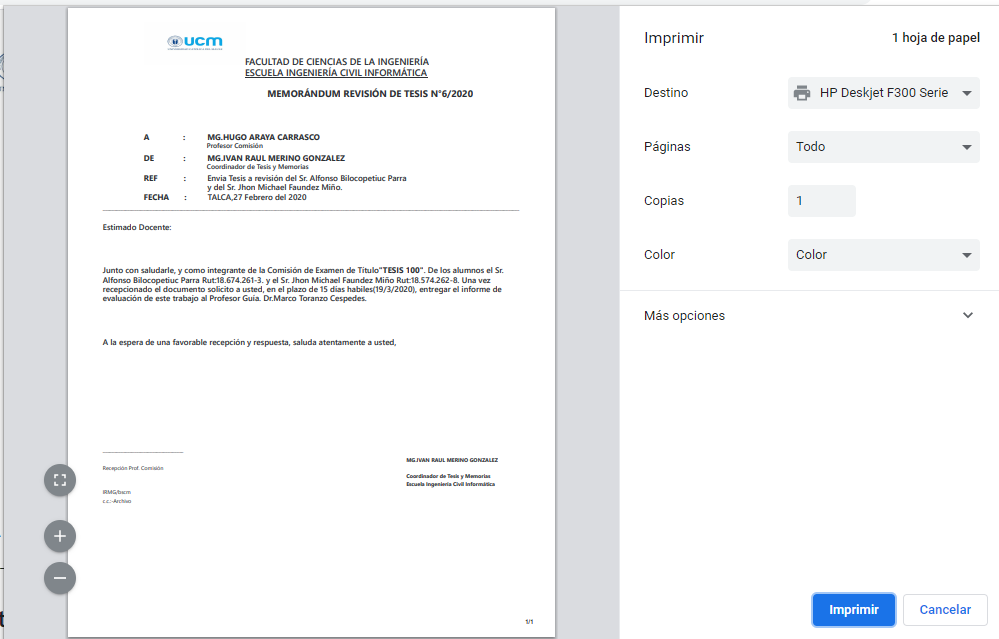 ucm
FACULTAD DE CIENCIAS DE LA INGENIERÍA
ESCUELA INGENIERÍA CIVIL INFORMÁTICA
MEMORÁNDUM REVISIÓN DE TESIS N°6/2020
A : MG.HUGO ARAYA CARRASCO
Profesor Comisión
DE : MG.IVAN RAUL MERINO GONZALEZ
Coordinador de Tesis y Memorias
REF : Envia Tesis a revisión del Sr. Alfonso Bilocopetiuc Parra
y del Sr. Jhon Michael Faundez Miño.
FECHA : TALCA,27 Febrero del 2020
Estimado Docente:
Junto con saludarle, y como integrante de la Comisión de Examen de Título"TESIS 100". De los alumnos el Sr.
Alfonso Bilocopetiuc Parra Rut:18.674.261-3. y el Sr. Jhon Michael Faundez Miño Rut:18.574.262-8. Una vez
recepcionado el documento solicito a usted, en el plazo de 15 días habiles(19/3/2020), entregar el informe de
evaluación de este trabajo al Profesor Guía. Dr.Marco Toranzo Cespedes.
A la espera de una favorable recepción y respuesta, saluda atentamente a usted,
Recepción Prof. Comisión
IRMG/bscm
c.c:-Archivo
MG.IVAN RAUL MERINO GONZALEZ
Coordinador de Tesis y Memorias
Escuela Ingeniería Civil Informática
1/1
Imprimir
1 hoja de papel
Destino
HP Deskjet F300 Serie
Páginas
Todo
Copias
1
Color
Color
Más opciones
Imprimir
Cancelar